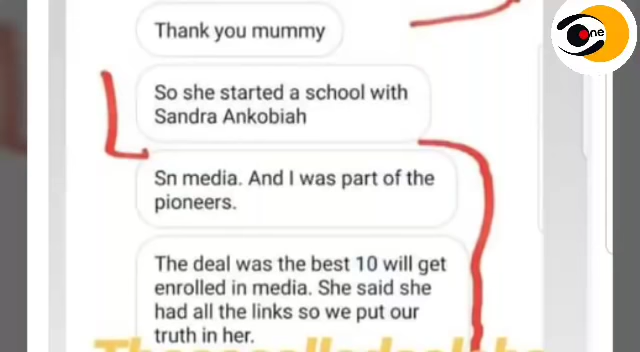 one
Thank you mummy
So she started a school with
Sandra Ankobiah
Sn media. And I was part of the
pioneers.
The deal was the best 10 will get
enrolled in media. She said she
had all the links so we put our
truth in her.